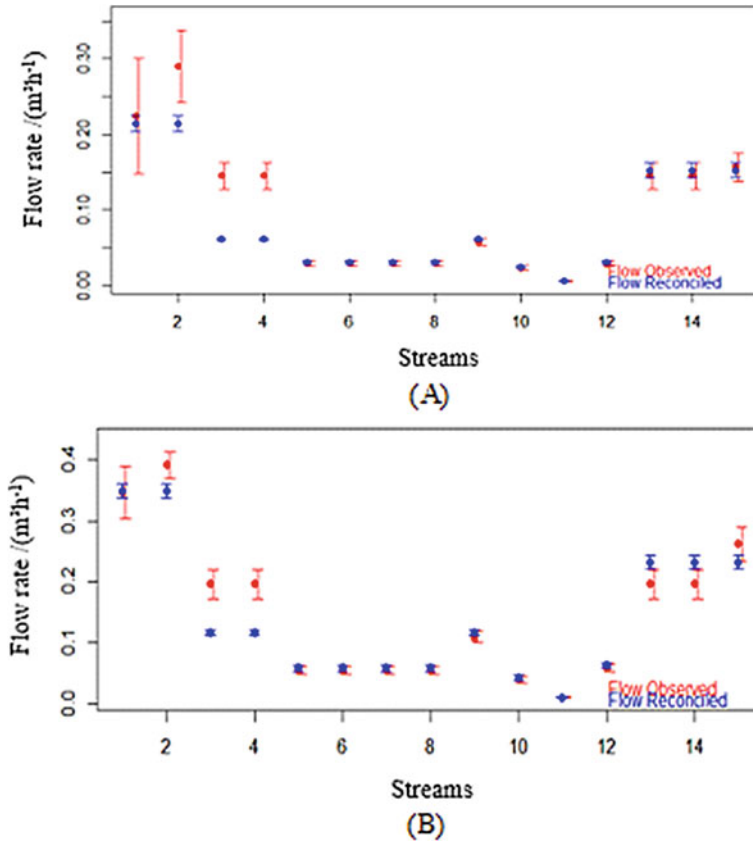 0.30
0.20
0.10
0.00
Flow rate /(m³h-¹)
Flow Observed
Flow Reconciled
2 4 6 8 10 12 14
Streams
(A)
0.4
0.3
0.2
0.1
0.0
Flow rate /(m³h-¹)
Flow Observed
Flow Reconciled
2 4 6 8 10 12 14
Streams
(B)